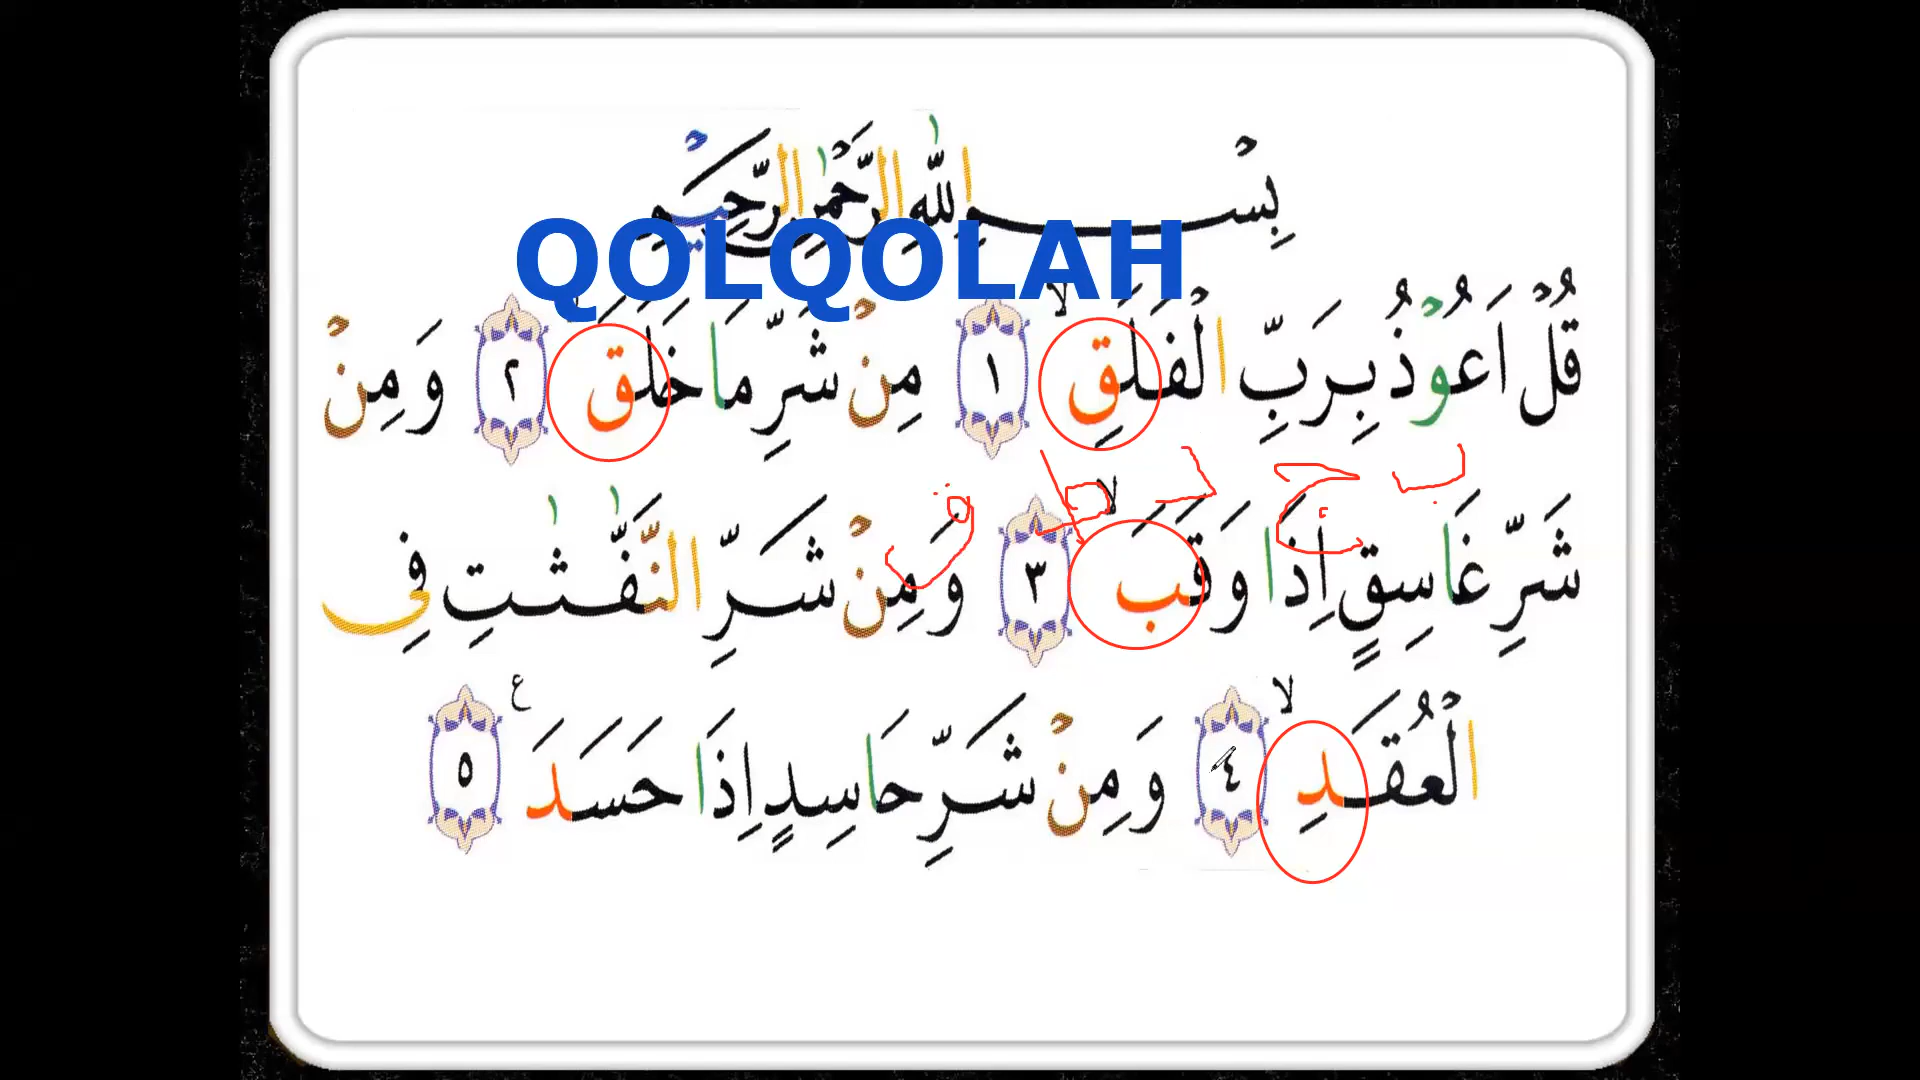 بِسْمِ اللّٰهِ الرَّحْمٰنِ الرَّحِيْمِ
QOLQOLAH
قُلْ اَعُوْذُ بِرَبِّ الْفَلَقِۙ ١ مِنْ شَرِّ مَا خَلَقَ ٢ وَمِنْ
ب ج د ط ق
شَرِّ غَاسِقٍ اِذَا وَقَبَۙ ٣ وَمِنْ شَرِّ النَّفّٰثٰتِ فِى
الْعُقَدِۙ ٤ وَمِنْ شَرِّ حَاسِدٍ اِذَا حَسَدَ ࣖ ٥